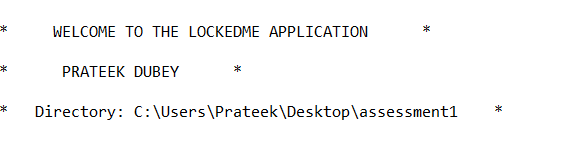 *     WELCOME TO THE LOCKEDME APPLICATION      *
*      PRATEEK DUBEY      *
*   Directory: C:\Users\Prateek\Desktop\assessment1    *